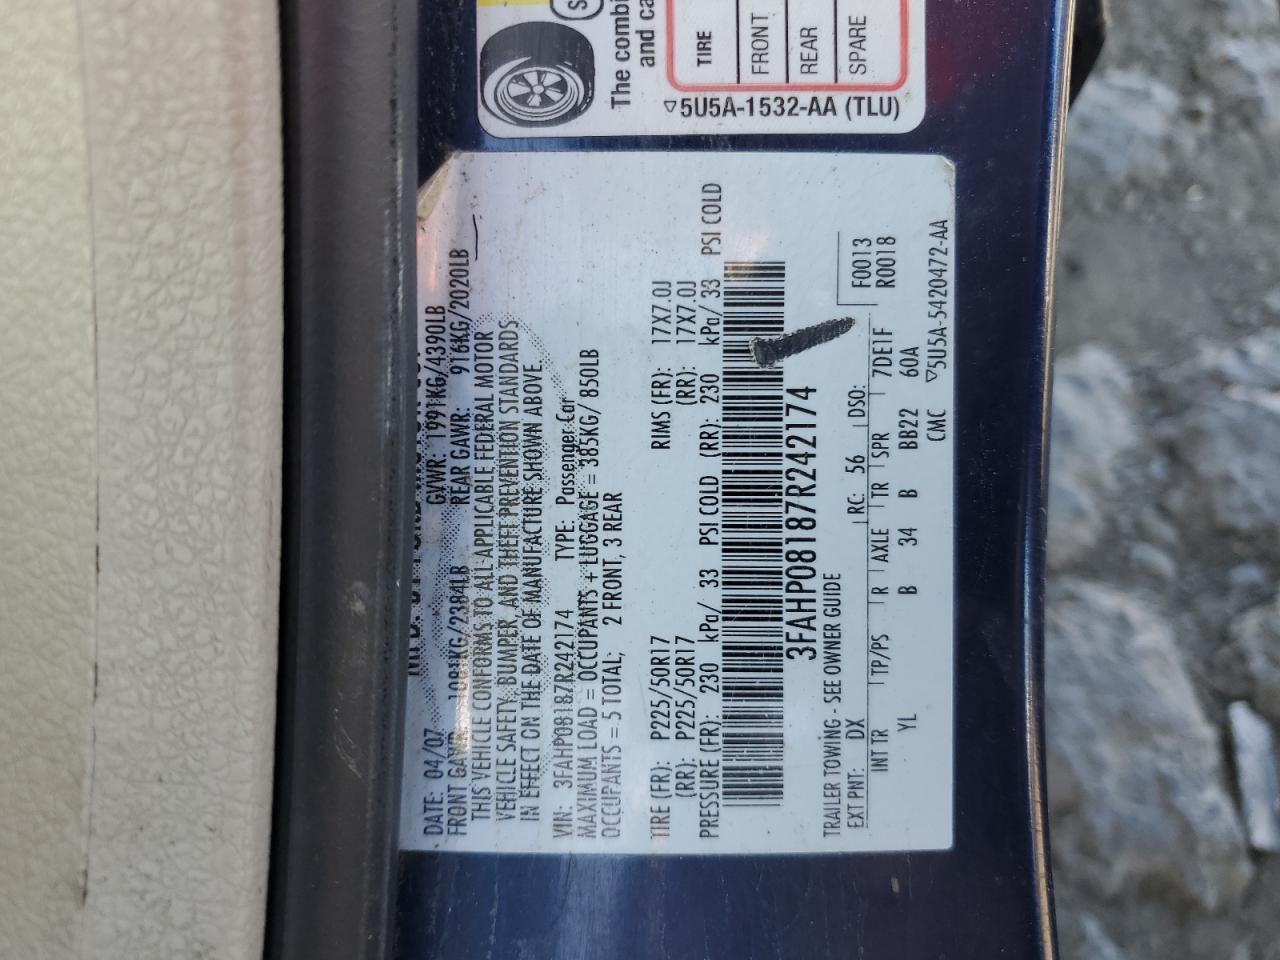 The combi
and ca
TIRE
FRONT
REAR
SPARE
5U5A-1532-AA (TLU)
DATE: 04/07 GVWR: 1991KG/4390LB
FRONT GAWR: 1081KG/2384LB REAR GAWR: 916KG/2020LB
THIS VEHICLE CONFORMS TO ALL APPLICABLE FEDERAL MOTOR
VEHICLE SAFETY, BUMPER, AND THEFT PREVENTION STANDARDS
IN EFFECT ON THE DATE OF MANUFACTURE SHOWN ABOVE.
VIN: 3FAHP08187R242174 TYPE: Passenger Car
MAXIMUM LOAD = OCCUPANTS + LUGGAGE = 385KG/ 850LB
OCCUPANTS = 5 TOTAL, 2 FRONT, 3 REAR
TIRE (FR): P225/50R17 RIMS (FR): 17X7.0J
(RR): P225/50R17 (RR): 17X7.0J
PRESSURE (FR): 230 kPa/ 33 PSI COLD (RR): 230 kPa/ 33 PSI COLD
3FAHP08187R242174
TRAILER TOWING - SEE OWNER GUIDE
EXT PNT: DX RC: 56 DSO: F0013
INT TR TP/PS R AXLE TR SPR 7DE1F R0018
YL B 34 B BB22 60A
CMC 5U5A-5420472-AA